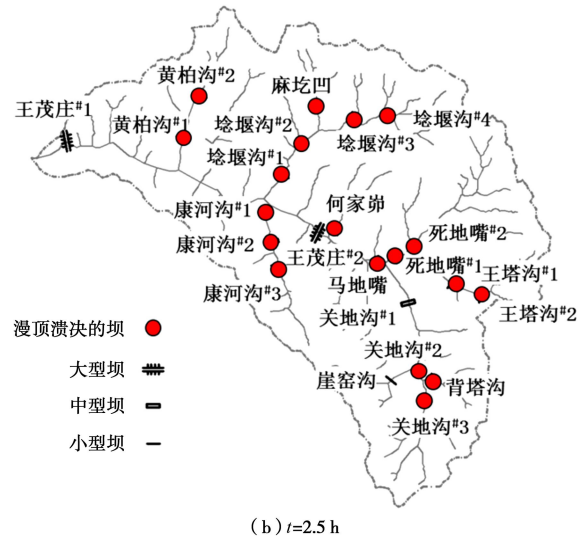 黄柏沟#2
麻圪凹
王茂庄#1
黄柏沟#1
埝堰沟#2
埝堰沟#4
埝堰沟#3
埝堰沟#1
何家峁
康河沟#1
死地嘴#2
康河沟#2
王茂庄#2
死地嘴#1
王塔沟#1
马地嘴
康河沟#3
关地沟#1
王塔沟#2
漫顶溃决的坝
关地沟#2
大型坝
崖窑沟
背塔沟
中型坝
关地沟#3
小型坝
(b) t=2.5 h